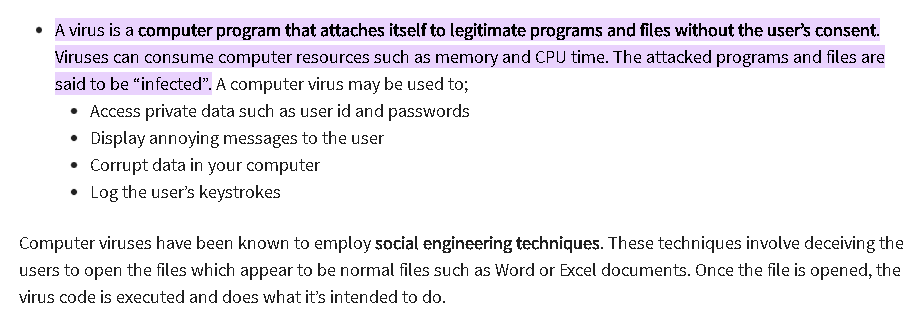 • A virus is a computer program that attaches itself to legitimate programs and files without the user’s consent.
Viruses can consume computer resources such as memory and CPU time. The attacked programs and files are
said to be “infected”. A computer virus may be used to;
• Access private data such as user id and passwords
• Display annoying messages to the user
• Corrupt data in your computer
• Log the user’s keystrokes
Computer viruses have been known to employ social engineering techniques. These techniques involve deceiving the
users to open the files which appear to be normal files such as Word or Excel documents. Once the file is opened, the
virus code is executed and does what it’s intended to do.